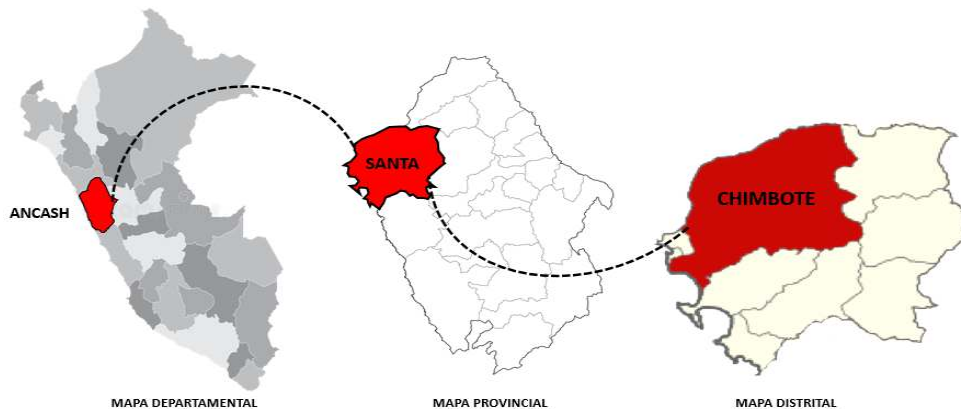 ANCASH
SANTA
CHIMBOTE
MAPA DEPARTAMENTAL
MAPA PROVINCIAL
MAPA DISTRITAL